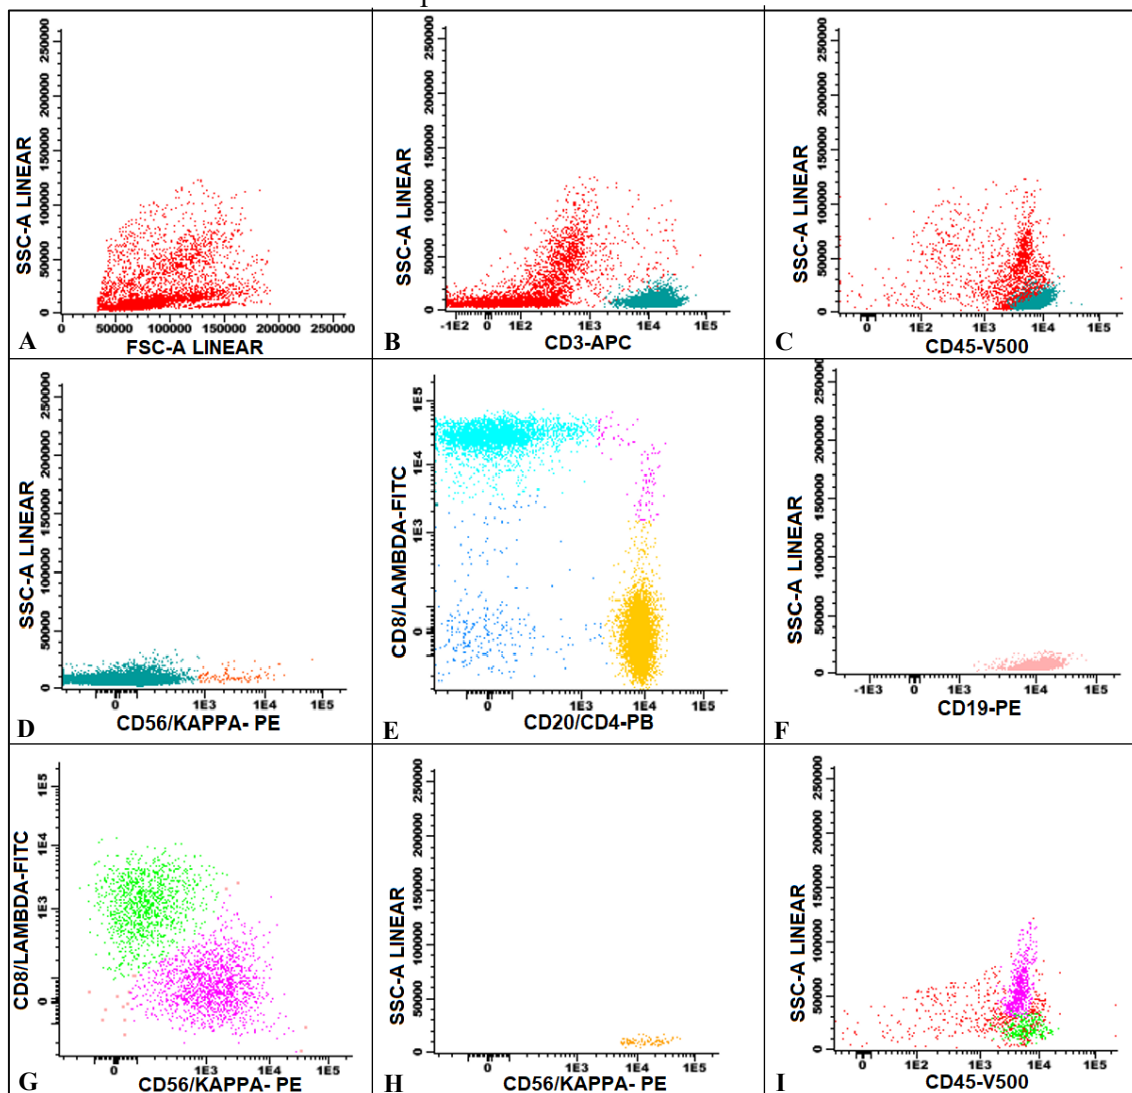 SSC-A LINEAR
250000
200000
150000
100000
50000
0
0 50000 100000 150000 200000 250000
FSC-A LINEAR
A
SSC-A LINEAR
250000
200000
150000
100000
50000
0
-1E2 0 1E2 1E3 1E4 1E5
CD3-APC
B
SSC-A LINEAR
250000
200000
150000
100000
50000
0
0 1E2 1E3 1E4 1E5
CD45-V500
C
SSC-A LINEAR
250000
200000
150000
100000
50000
0
0 1E3 1E4 1E5
CD56/KAPPA- PE
D
CD8/LAMBDA-FITC
1E5
1E4
1E3
0
0 1E3 1E4 1E5
CD20/CD4-PB
E
SSC-A LINEAR
250000
200000
150000
100000
50000
0
-1E3 0 1E3 1E4 1E5
CD19-PE
F
CD8/LAMBDA-FITC
1E5
1E4
1E3
0
0 1E3 1E4 1E5
CD56/KAPPA- PE
G
SSC-A LINEAR
250000
200000
150000
100000
50000
0
0 1E3 1E4 1E5
CD56/KAPPA- PE
H
SSC-A LINEAR
250000
200000
150000
100000
50000
0
0 1E2 1E3 1E4 1E5
CD45-V500
I